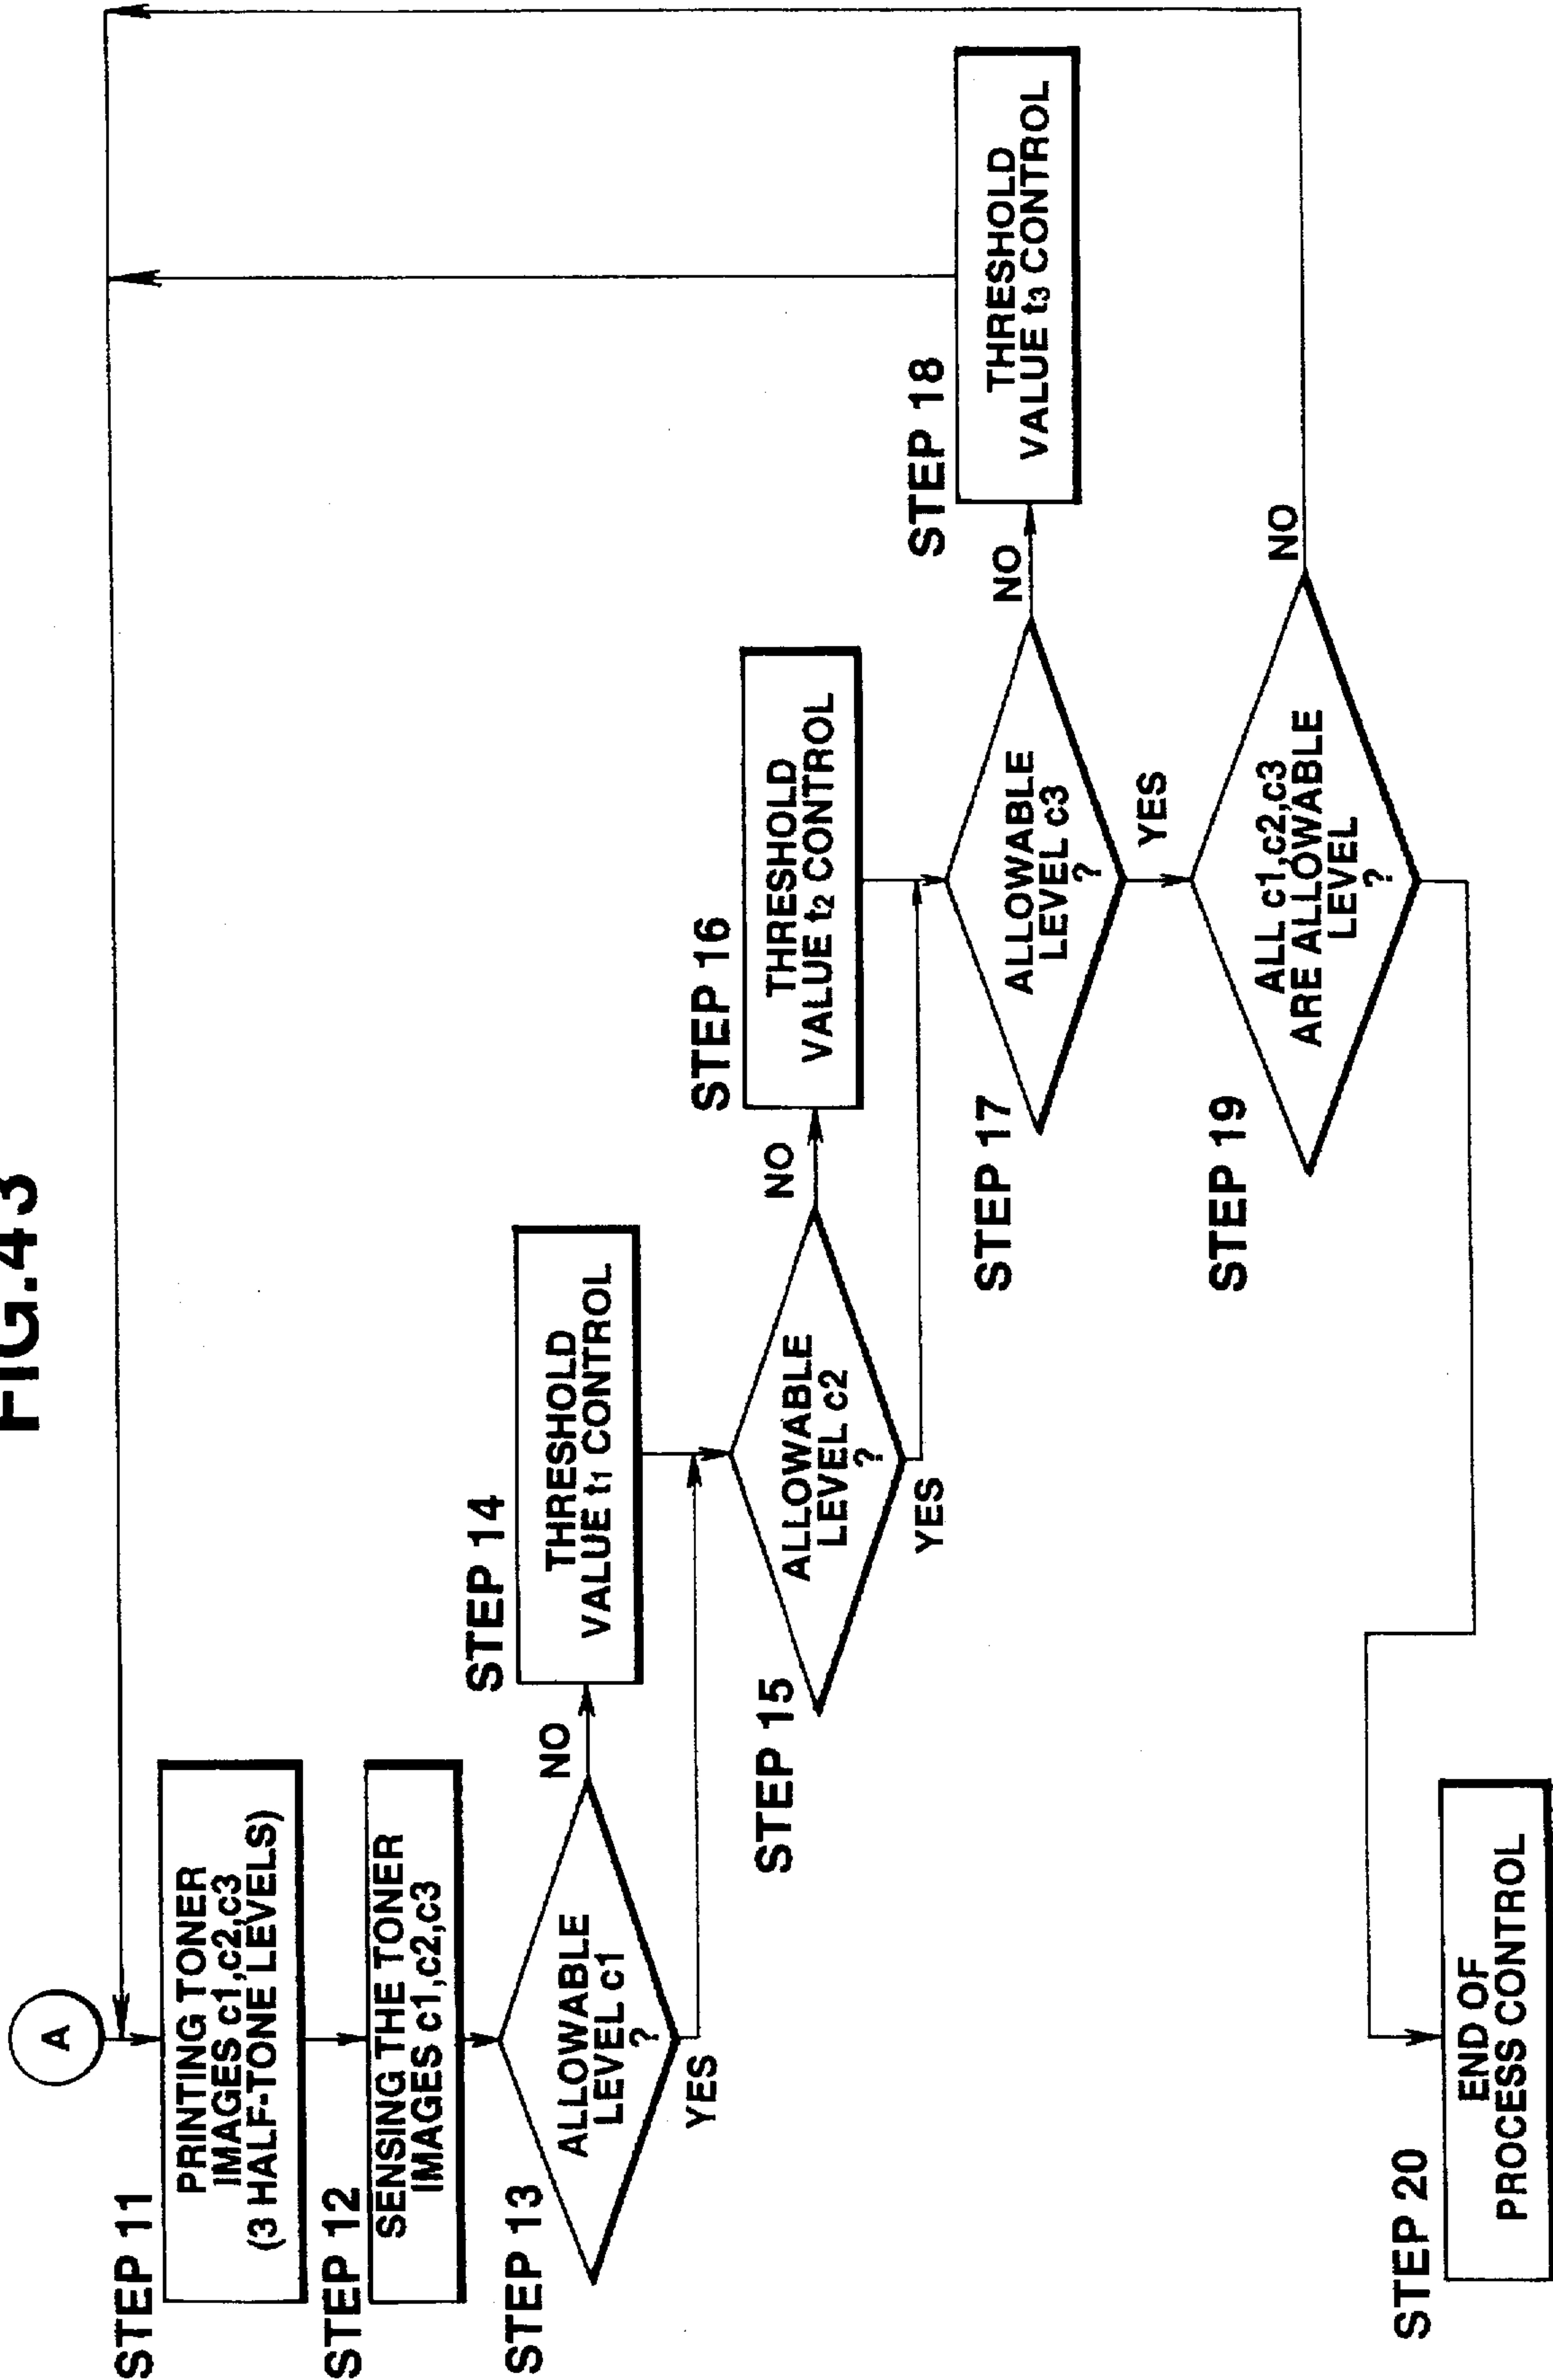 FIG.43
A
STEP 11
PRINTING TONER
IMAGES c1,c2,c3
(3 HALF-TONE LEVELS)
STEP 12
SENSING THE TONER
IMAGES c1,c2,c3
STEP 13
ALLOWABLE
LEVEL c1
?
NO
YES
STEP 14
THRESHOLD
VALUE t1 CONTROL
STEP 15
ALLOWABLE
LEVEL c2
?
NO
YES
STEP 16
THRESHOLD
VALUE t2 CONTROL
STEP 17
ALLOWABLE
LEVEL c3
?
NO
YES
STEP 18
THRESHOLD
VALUE t3 CONTROL
STEP 19
ALL c1,c2,c3
ARE ALLOWABLE
LEVEL
?
NO
STEP 20
END OF
PROCESS CONTROL